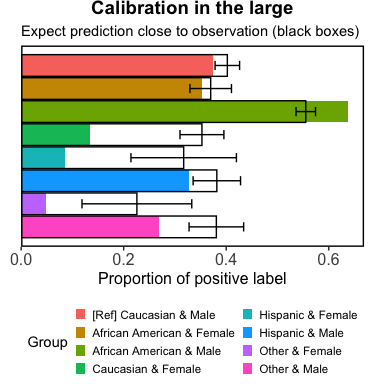 Calibration in the large
Expect prediction close to observation (black boxes)
0.0 0.2 0.4 0.6
Proportion of positive label
Group
[Ref] Caucasian & Male
African American & Female
African American & Male
Caucasian & Female
Hispanic & Female
Hispanic & Male
Other & Female
Other & Male